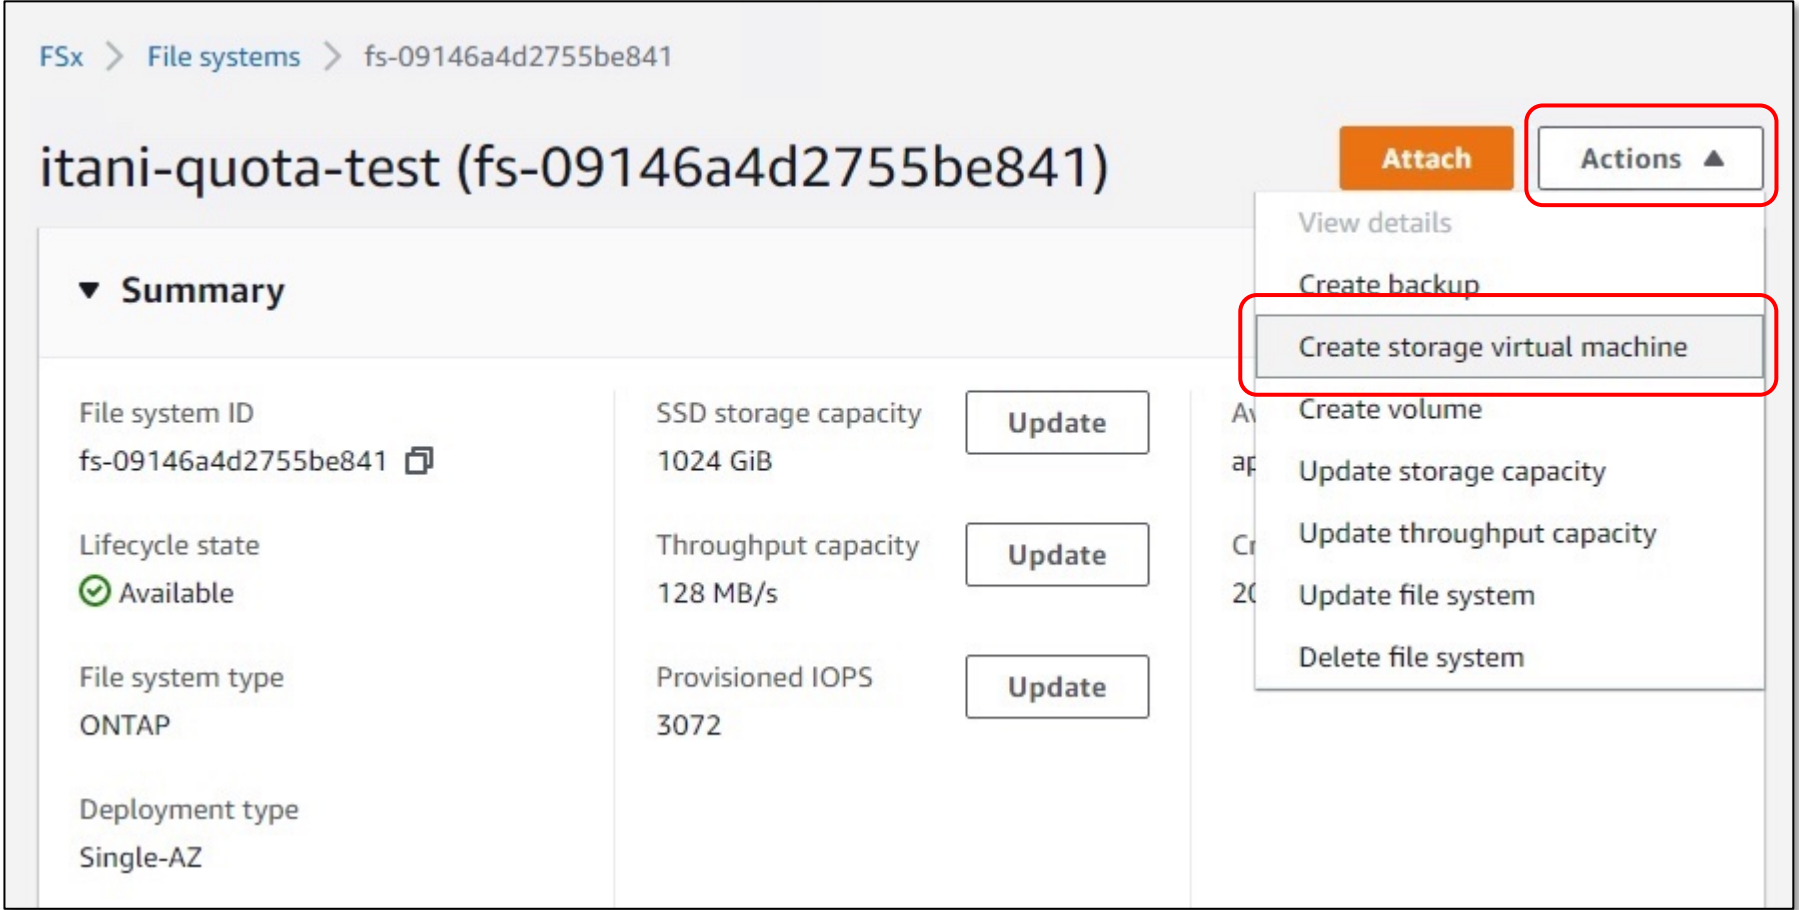 FSx > File systems > fs-09146a4d2755be841
itani-quota-test (fs-09146a4d2755be841)
Attach
Actions ▲
View details
Create backup
Create storage virtual machine
Create volume
Update storage capacity
Update throughput capacity
Update file system
Delete file system
▼ Summary
File system ID
fs-09146a4d2755be841
Lifecycle state
Available
File system type
ONTAP
Deployment type
Single-AZ
SSD storage capacity
1024 GiB
Update
Throughput capacity
128 MB/s
Update
Provisioned IOPS
3072
Update